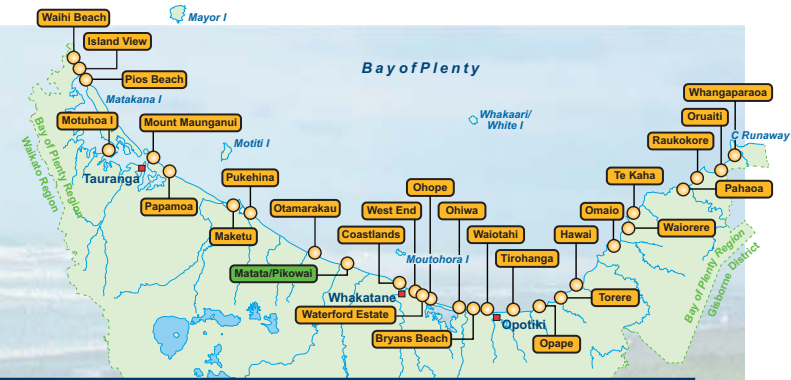 Waihi Beach
Mayor I
Island View
Bay of Plenty
Pios Beach
Whangaparaoa
Matakana I
Oruaiti
Whakaari/
White I
Motuhoa I
Mount Maunganui
C Runaway
Raukokore
Motiti I
Bay of Plenty Region
Waikato Region
Tauranga
Pukehina
Te Kaha
Ohope
Pahaoa
Papamoa
Otamarakau
West End
Ohiwa
Omaio
Maketu
Coastlands
Waiotahi
Hawai
Waiorere
Tirohanga
Moutohora I
Matata/Pikowai
Bay of Plenty Region
Gisborne District
Whakatane
Torere
Waterford Estate
Opotiki
Bryans Beach
Opape